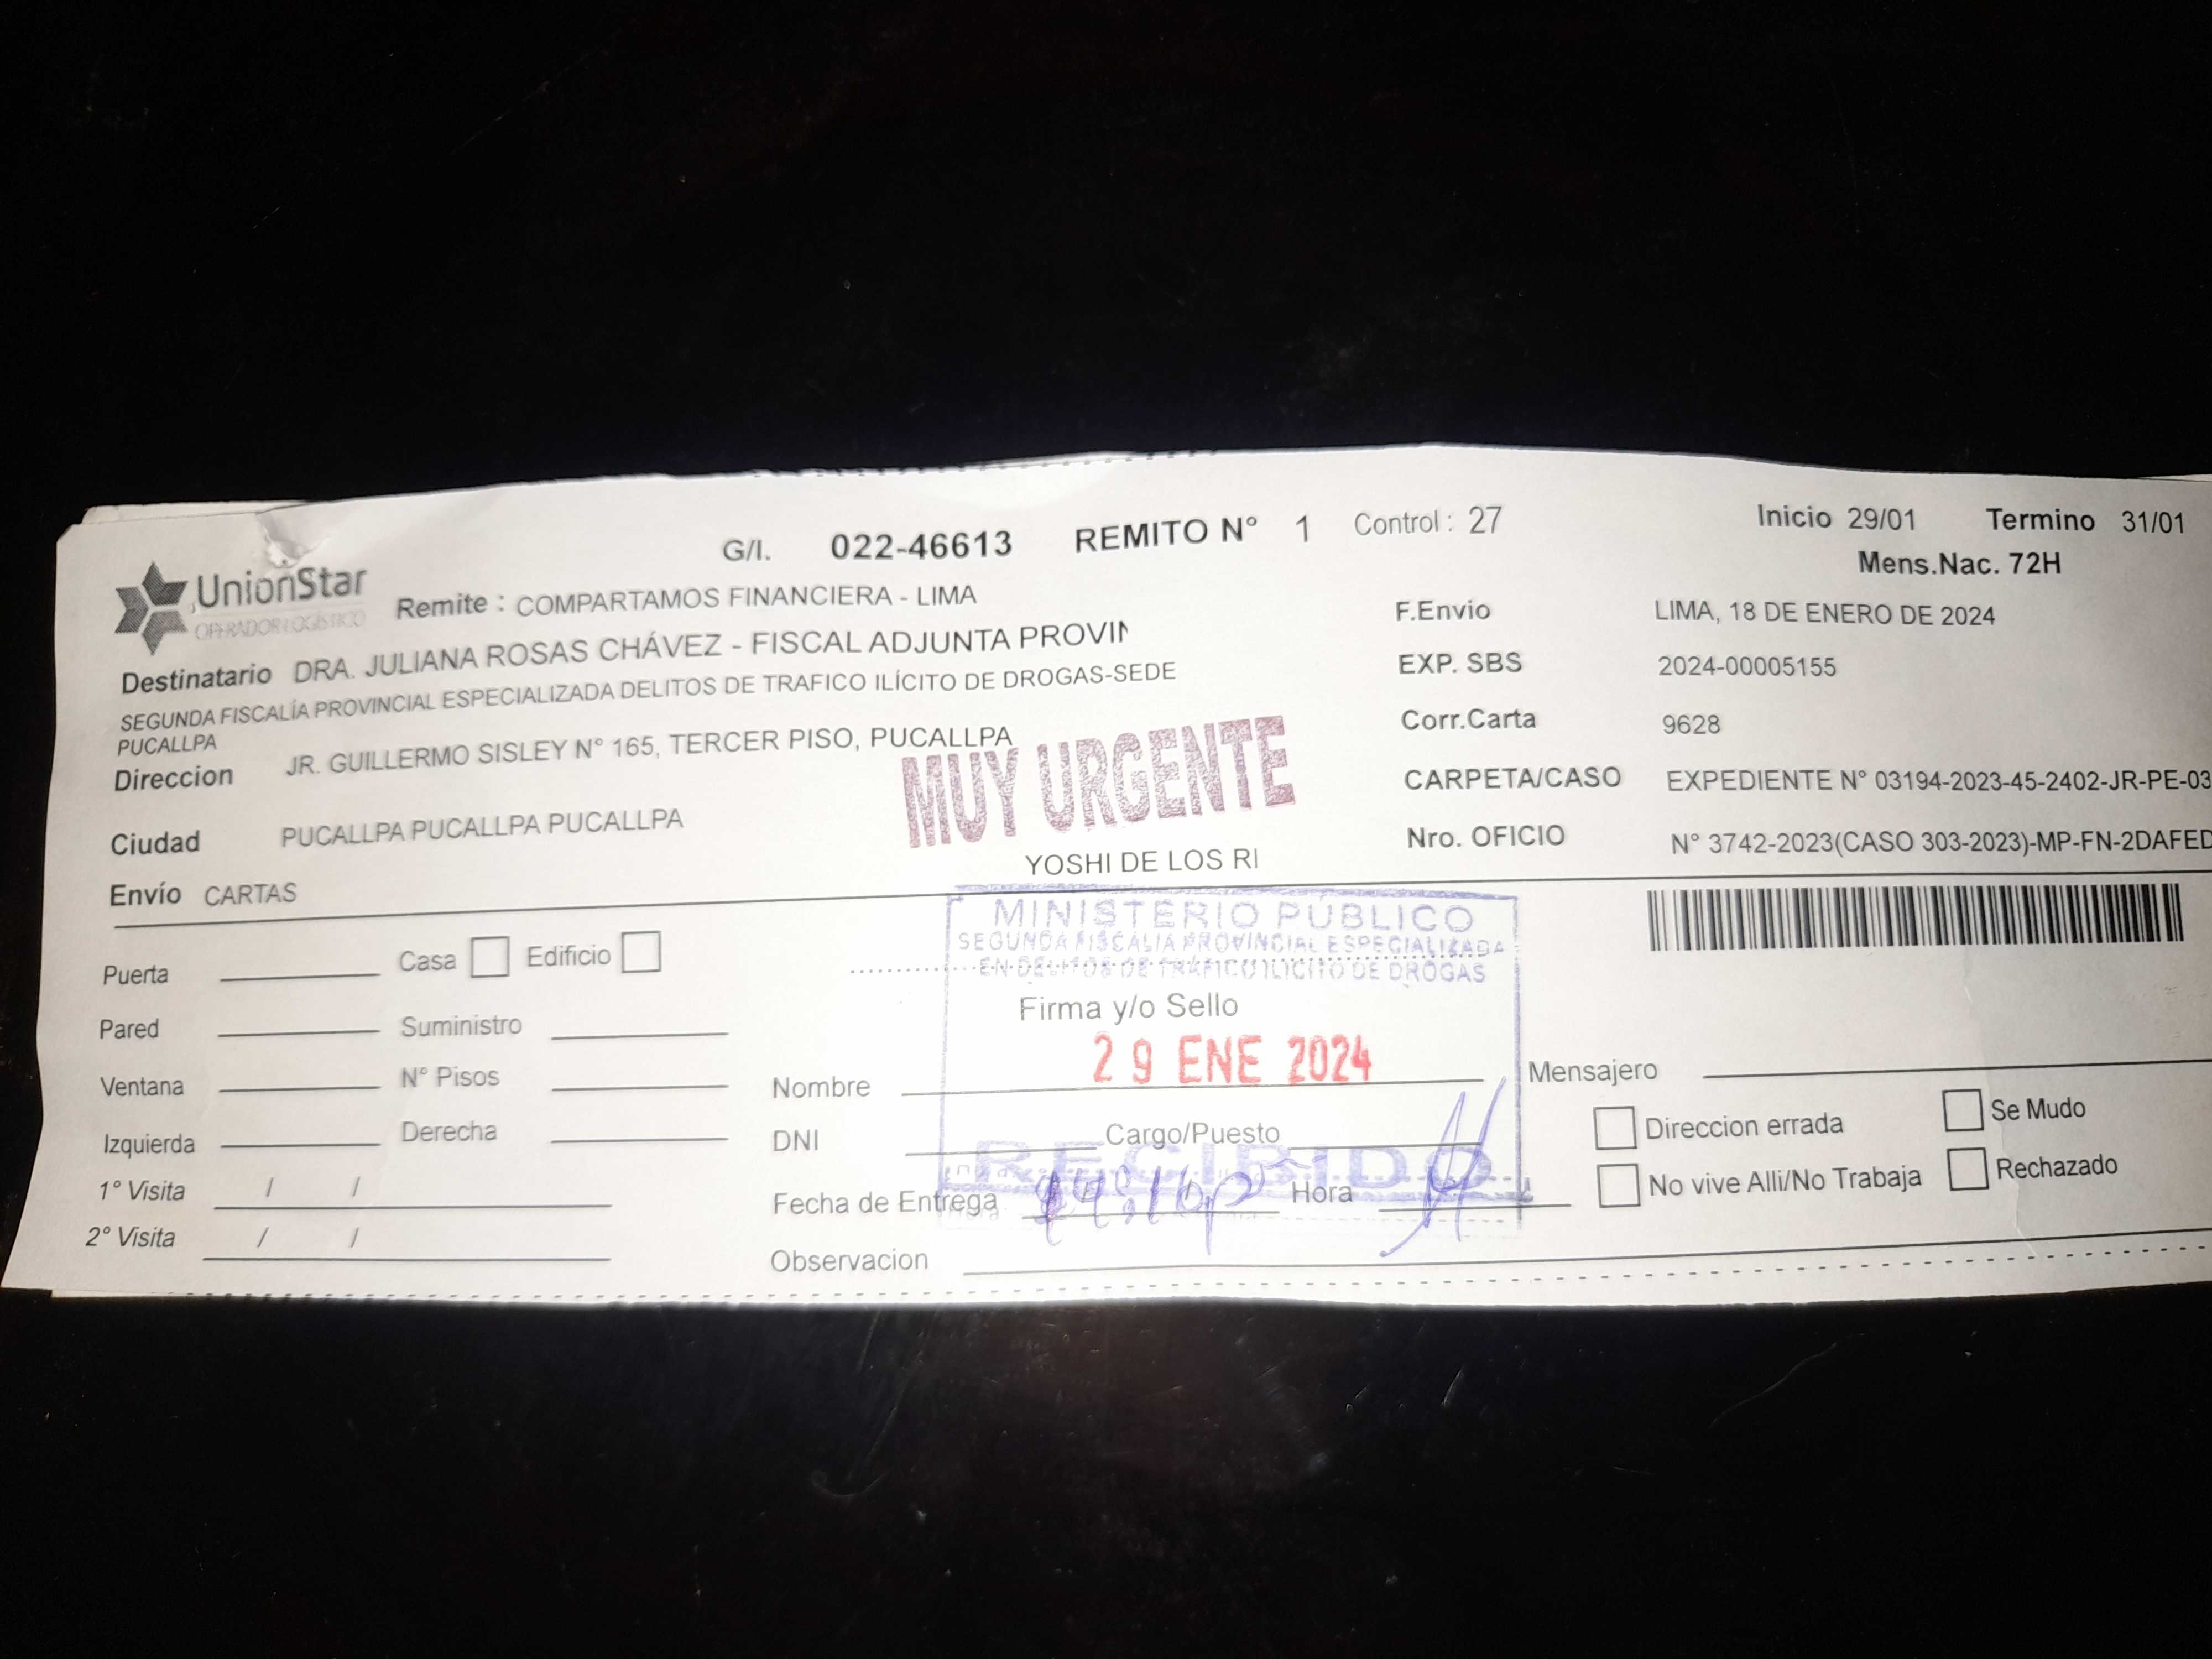 G/I. 022-46613 REMITO N° 1 Control : 27 Inicio 29/01 Termino 31/01
Mens.Nac. 72H
UnionStar
OPERADOR LOGÍSTICO
Remite : COMPARTAMOS FINANCIERA - LIMA
F.Envio LIMA, 18 DE ENERO DE 2024
Destinatario DRA. JULIANA ROSAS CHÁVEZ - FISCAL ADJUNTA PROVIN
EXP. SBS 2024-00005155
SEGUNDA FISCALÍA PROVINCIAL ESPECIALIZADA DELITOS DE TRAFICO ILÍCITO DE DROGAS-SEDE
PUCALLPA
Corr.Carta 9628
Direccion JR. GUILLERMO SISLEY N° 165, TERCER PISO, PUCALLPA
MUY URGENTE
CARPETA/CASO EXPEDIENTE N° 03194-2023-45-2402-JR-PE-03
Ciudad PUCALLPA PUCALLPA PUCALLPA
Nro. OFICIO N° 3742-2023(CASO 303-2023)-MP-FN-2DAFED
YOSHI DE LOS RI
Envío CARTAS
MINISTERIO PÚBLICO
SEGUNDA FISCALIA PROVINCIAL ESPECIALIZADA
EN DELITOS DE TRÁFICO ILICITO DE DROGAS
Puerta Casa Edificio
Firma y/o Sello
Pared Suministro
29 ENE 2024
Ventana N° Pisos Nombre Mensajero
Izquierda Derecha DNI Cargo/Puesto Direccion errada Se Mudo
RECIBIDO
1° Visita / / Fecha de Entrega Hora No vive Alli/No Trabaja Rechazado
2° Visita / / Observacion